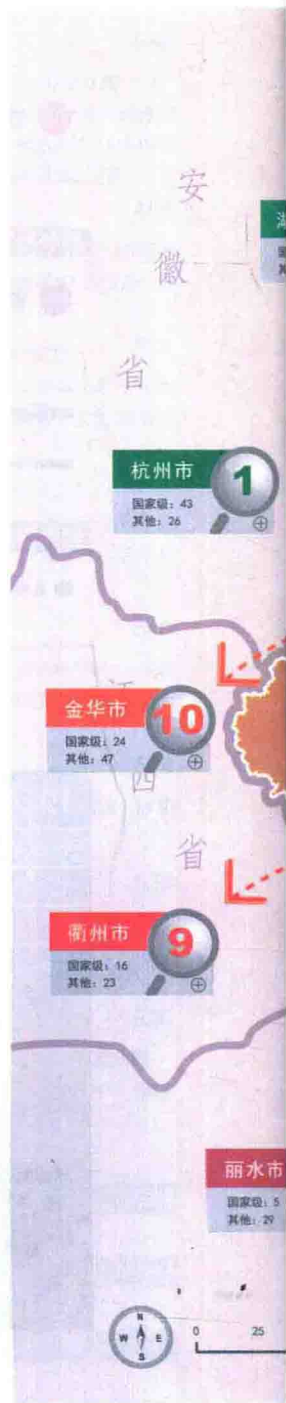 安
徽
省
杭州市
1
国家级：43
其他：26
金华市
10
国家级：24
其他：47
西
省
衢州市
9
国家级：16
其他：23
丽水市
国家级：5
其他：29
N
W E
S
0 25